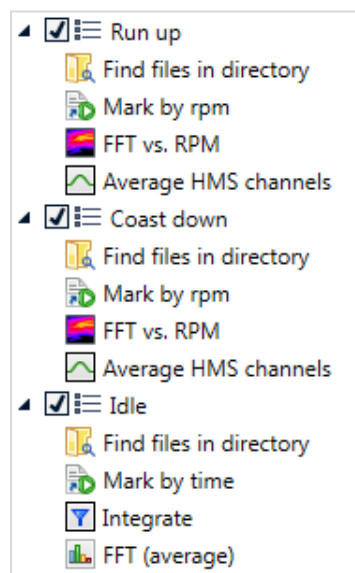 Run up
Find files in directory
Mark by rpm
FFT vs. RPM
Average HMS channels
Coast down
Find files in directory
Mark by rpm
FFT vs. RPM
Average HMS channels
Idle
Find files in directory
Mark by time
Integrate
FFT (average)